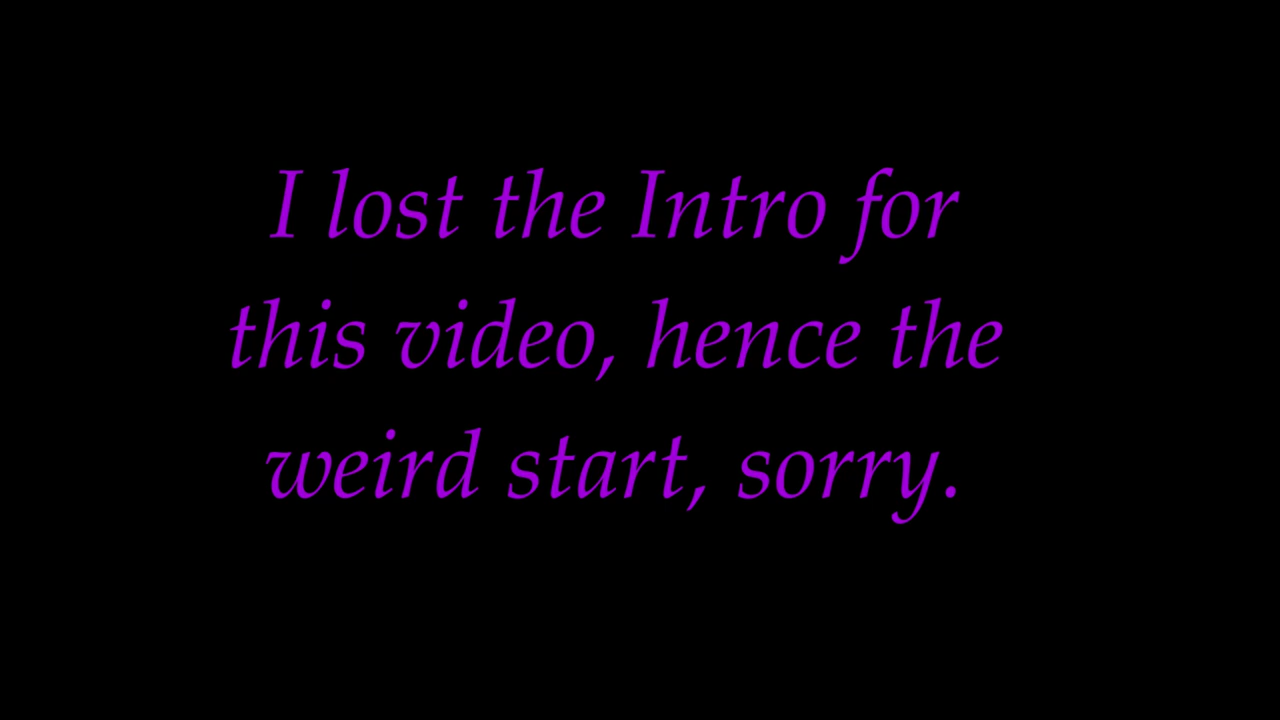 I lost the Intro for
this video, hence the
weird start, sorry.